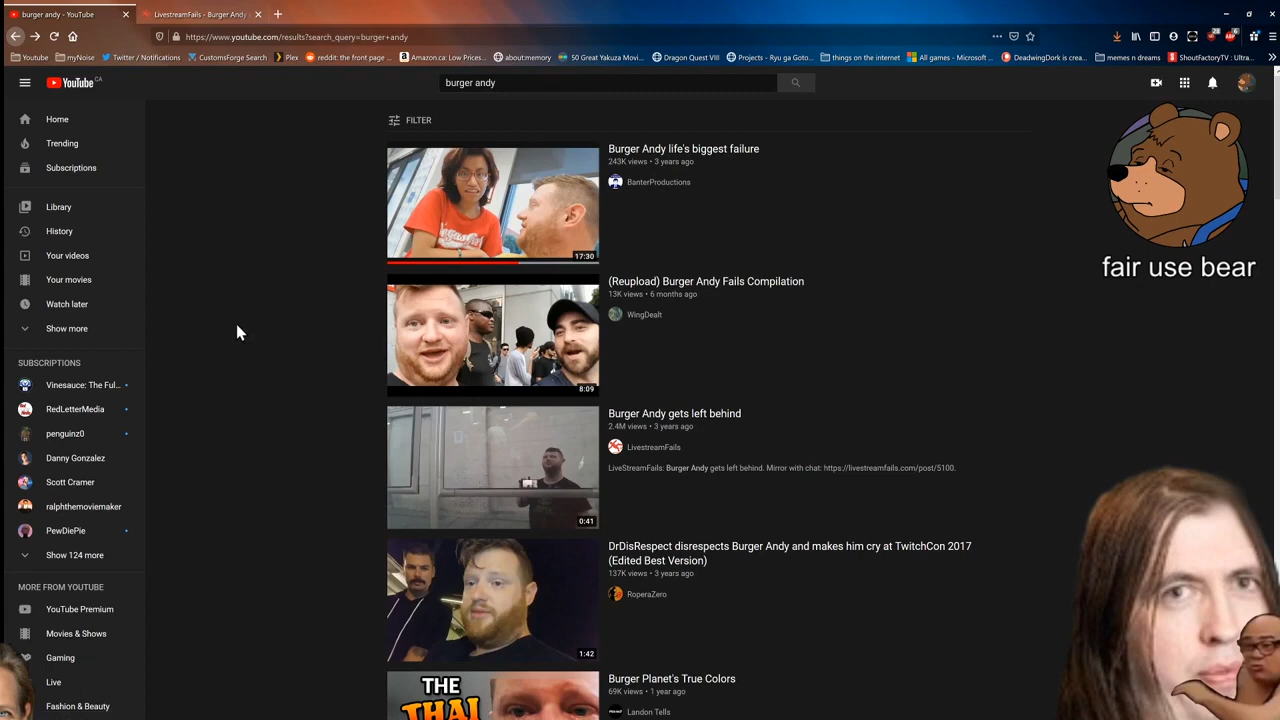 burger andy - YouTube
LivestreamFails - Burger Andy
https://www.youtube.com/results?search_query=burger+andy
28
6
Youtube
myNoise
Twitter / Notifications
CustomsForge Search
Plex
reddit: the front page ...
Amazon.ca: Low Prices...
about:memory
50 Great Yakuza Movi...
Dragon Quest VIII
Projects - Ryu ga Goto...
things on the internet
All games - Microsoft ...
DeadwingDork is crea...
memes n dreams
ShoutFactoryTV : Ultra...
YouTube CA
burger andy
FILTER
Home
Trending
Subscriptions
Library
History
Your videos
Your movies
Watch later
Show more
SUBSCRIPTIONS
Vinesauce: The Ful...
RedLetterMedia
penguinz0
Danny Gonzalez
Scott Cramer
ralphthemoviemaker
PewDiePie
Show 124 more
MORE FROM YOUTUBE
YouTube Premium
Movies & Shows
Gaming
Live
Fashion & Beauty
17:30
Burger Andy life's biggest failure
243K views • 3 years ago
BanterProductions
8:09
(Reupload) Burger Andy Fails Compilation
13K views • 6 months ago
WingDealt
0:41
Burger Andy gets left behind
2.4M views • 3 years ago
LivestreamFails
LiveStreamFails: Burger Andy gets left behind. Mirror with chat: https://livestreamfails.com/post/5100.
1:42
DrDisRespect disrespects Burger Andy and makes him cry at TwitchCon 2017
(Edited Best Version)
137K views • 3 years ago
RoperaZero
THE
THAI
Burger Planet's True Colors
69K views • 1 year ago
Landon Tells
fair use bear